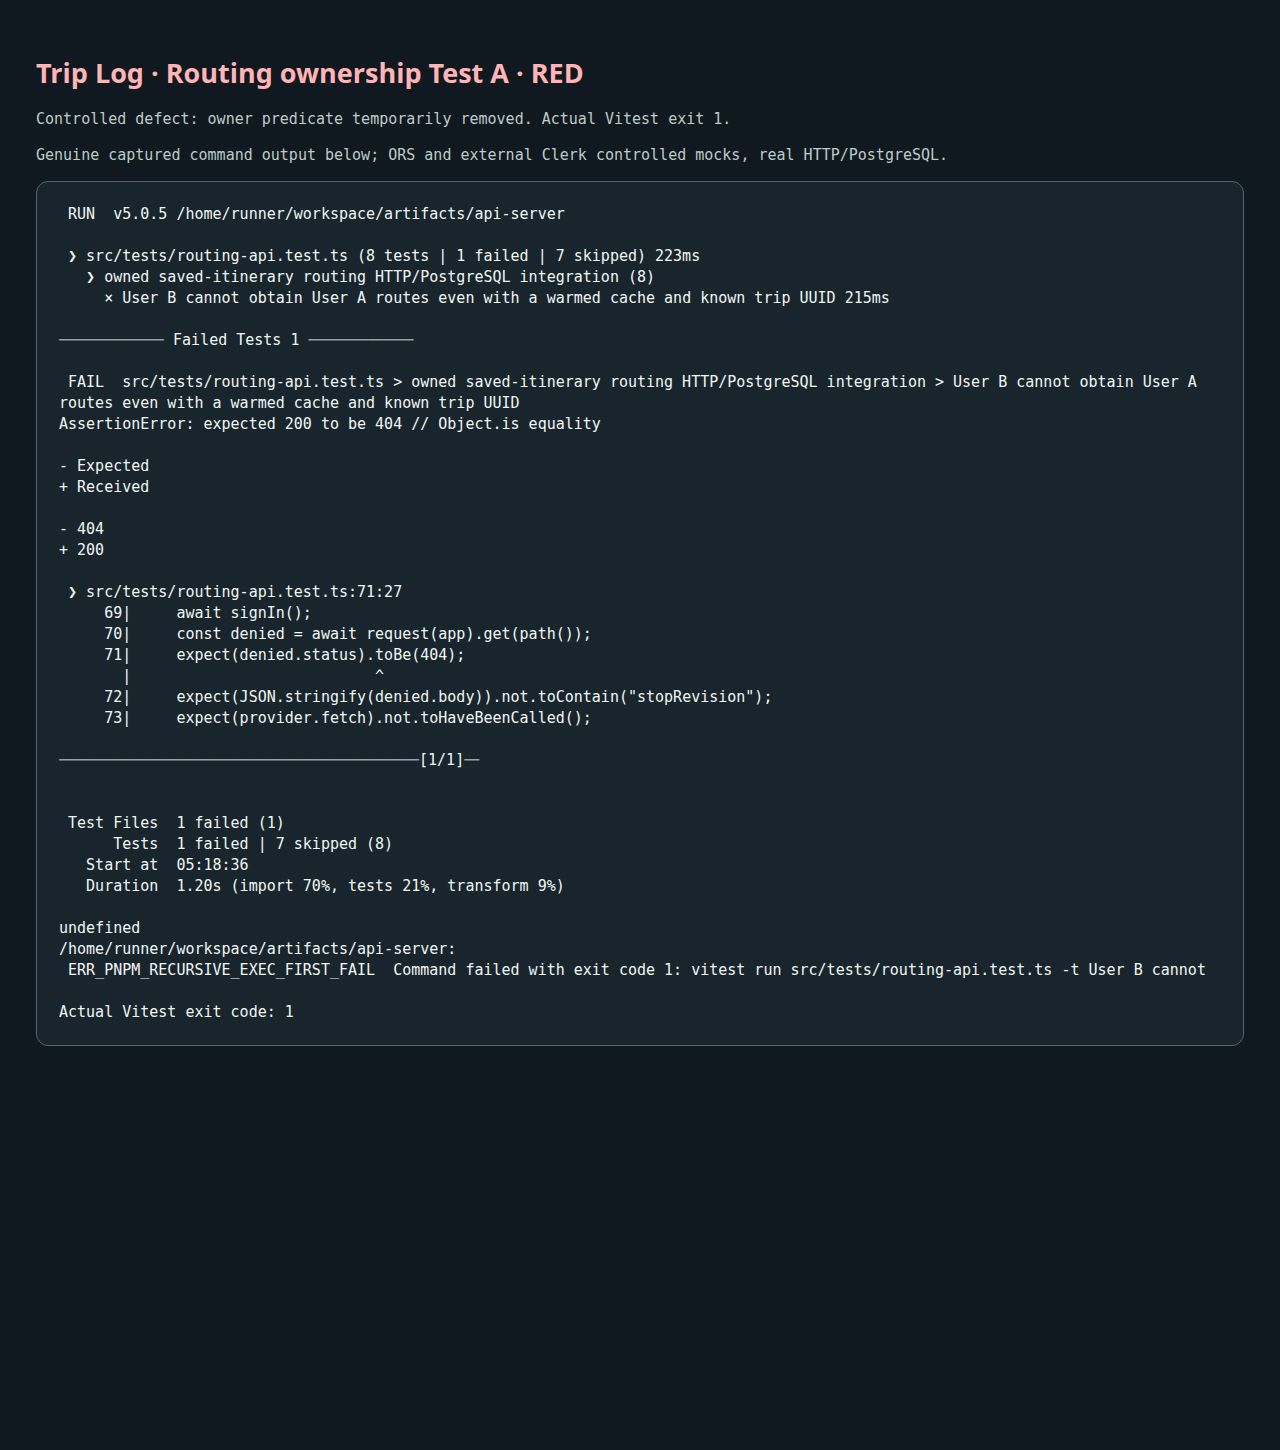 Trip Log · Routing ownership Test A · RED
Controlled defect: owner predicate temporarily removed. Actual Vitest exit 1.
Genuine captured command output below; ORS and external Clerk controlled mocks, real HTTP/PostgreSQL.
RUN  v5.0.5 /home/runner/workspace/artifacts/api-server
❯ src/tests/routing-api.test.ts (8 tests | 1 failed | 7 skipped) 223ms
❯ owned saved-itinerary routing HTTP/PostgreSQL integration (8)
× User B cannot obtain User A routes even with a warmed cache and known trip UUID 215ms
──────────── Failed Tests 1 ────────────
FAIL  src/tests/routing-api.test.ts > owned saved-itinerary routing HTTP/PostgreSQL integration > User B cannot obtain User A
routes even with a warmed cache and known trip UUID
AssertionError: expected 200 to be 404 // Object.is equality
- Expected
+ Received
- 404
+ 200
❯ src/tests/routing-api.test.ts:71:27
69|     await signIn();
70|     const denied = await request(app).get(path());
71|     expect(denied.status).toBe(404);
|                           ^
72|     expect(JSON.stringify(denied.body)).not.toContain("stopRevision");
73|     expect(provider.fetch).not.toHaveBeenCalled();
────────────────────────────────────────[1/1]──
Test Files  1 failed (1)
Tests  1 failed | 7 skipped (8)
Start at  05:18:36
Duration  1.20s (import 70%, tests 21%, transform 9%)
undefined
/home/runner/workspace/artifacts/api-server:
ERR_PNPM_RECURSIVE_EXEC_FIRST_FAIL  Command failed with exit code 1: vitest run src/tests/routing-api.test.ts -t User B cannot
Actual Vitest exit code: 1